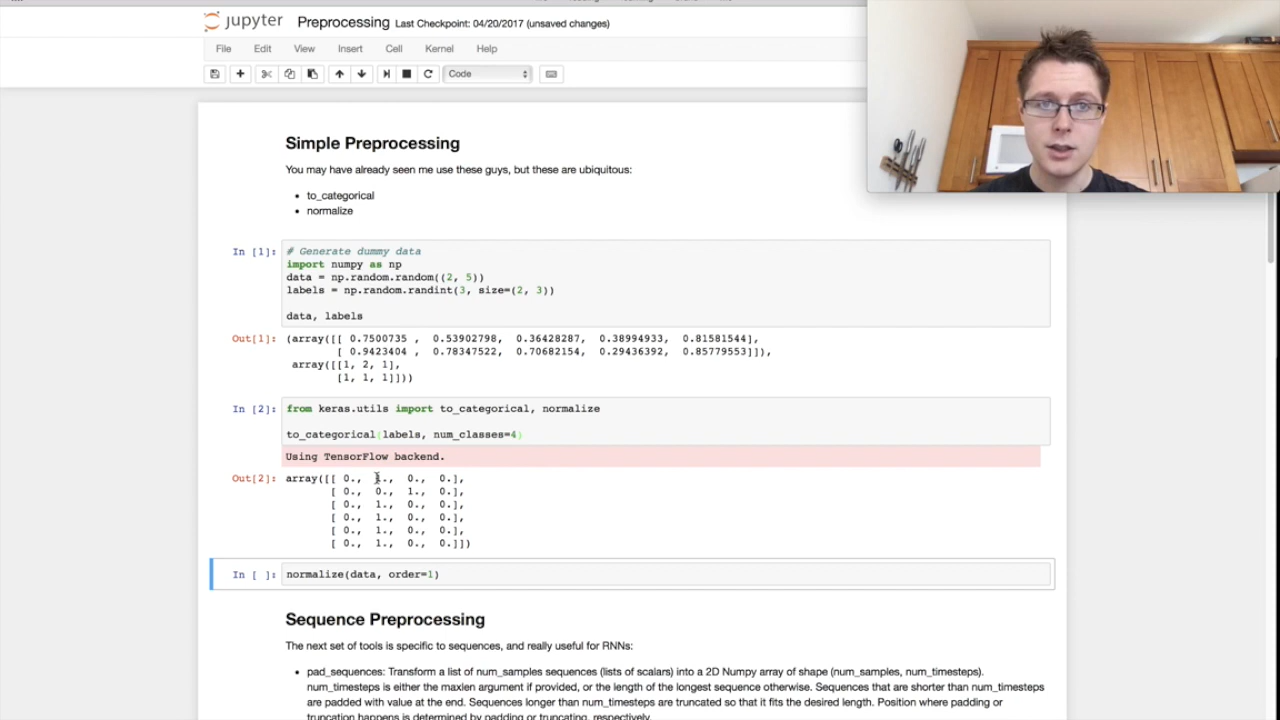 jupyter Preprocessing Last Checkpoint: 04/20/2017 (unsaved changes)
File Edit View Insert Cell Kernel Help
Code
Simple Preprocessing
You may have already seen me use these guys, but these are ubiquitous:
• to_categorical
• normalize
In [1]: # Generate dummy data
import numpy as np
data = np.random.random((2, 5))
labels = np.random.randint(3, size=(2, 3))
data, labels
Out[1]: (array([[ 0.7500735 , 0.53902798, 0.36428287, 0.38994933, 0.81581544],
[ 0.9423404 , 0.78347522, 0.70682154, 0.29436392, 0.85779553]]),
array([[1, 2, 1],
[1, 1, 1]]))
In [2]: from keras.utils import to_categorical, normalize
to_categorical(labels, num_classes=4)
Using TensorFlow backend.
Out[2]: array([[ 0., 1., 0., 0.],
[ 0., 0., 1., 0.],
[ 0., 1., 0., 0.],
[ 0., 1., 0., 0.],
[ 0., 1., 0., 0.],
[ 0., 1., 0., 0.]])
In [ ]: normalize(data, order=1)
Sequence Preprocessing
The next set of tools is specific to sequences, and really useful for RNNs:
• pad_sequences: Transform a list of num_samples sequences (lists of scalars) into a 2D Numpy array of shape (num_samples, num_timesteps).
num_timesteps is either the maxlen argument if provided, or the length of the longest sequence otherwise. Sequences that are shorter than num_timesteps
are padded with value at the end. Sequences longer than num_timesteps are truncated so that it fits the desired length. Position where padding or
truncation happens is determined by padding or truncating, respectively.